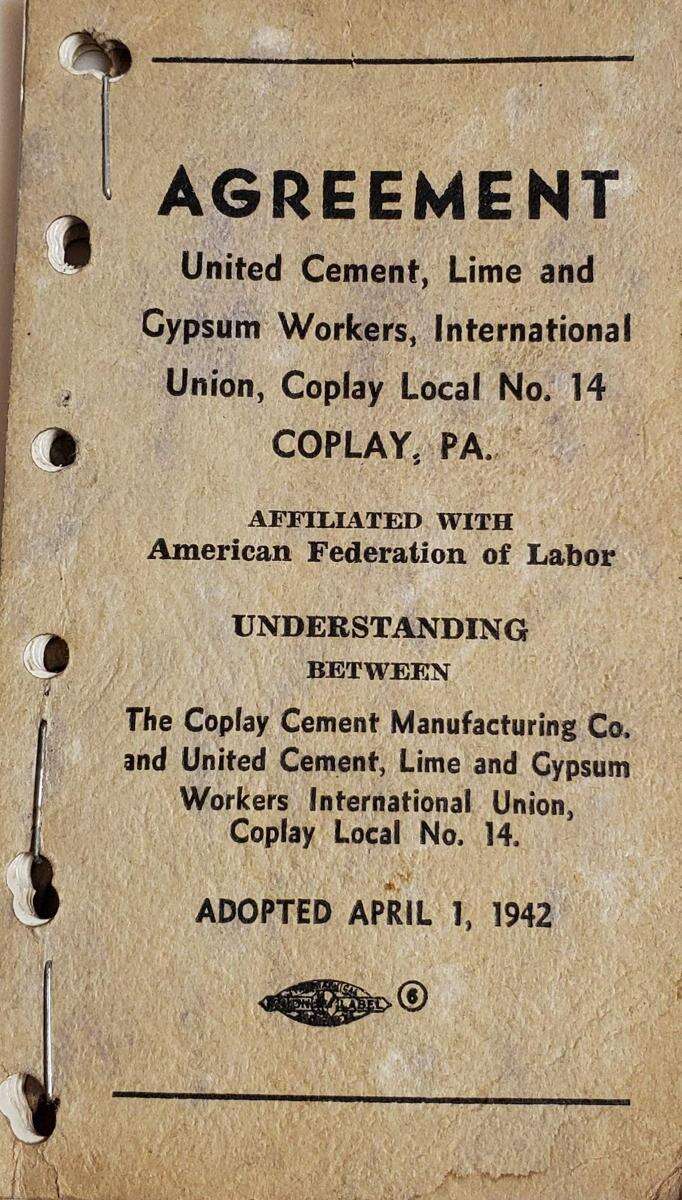 AGREEMENT
United Cement, Lime and
Gypsum Workers, International
Union, Coplay Local No. 14
COPLAY, PA.
AFFILIATED WITH
American Federation of Labor
UNDERSTANDING
BETWEEN
The Coplay Cement Manufacturing Co.
and United Cement, Lime and Gypsum
Workers International Union,
Coplay Local No. 14.
ADOPTED APRIL 1, 1942
UNION LABEL 6